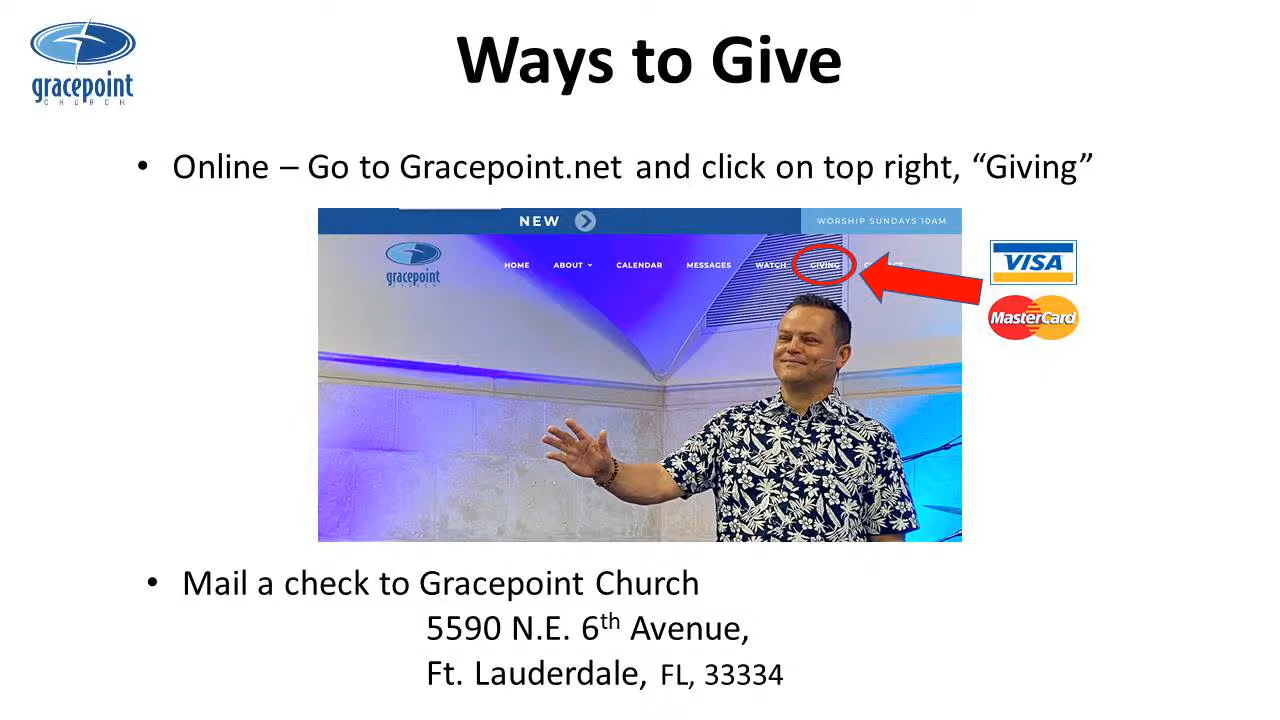 gracepoint
CHURCH
Ways to Give
• Online – Go to Gracepoint.net and click on top right, “Giving”
NEW
WORSHIP SUNDAYS 10AM
gracepoint
CHURCH
HOME ABOUT CALENDAR MESSAGES WATCH GIVING CONTACT
VISA
MasterCard
• Mail a check to Gracepoint Church
5590 N.E. 6th Avenue,
Ft. Lauderdale, FL, 33334